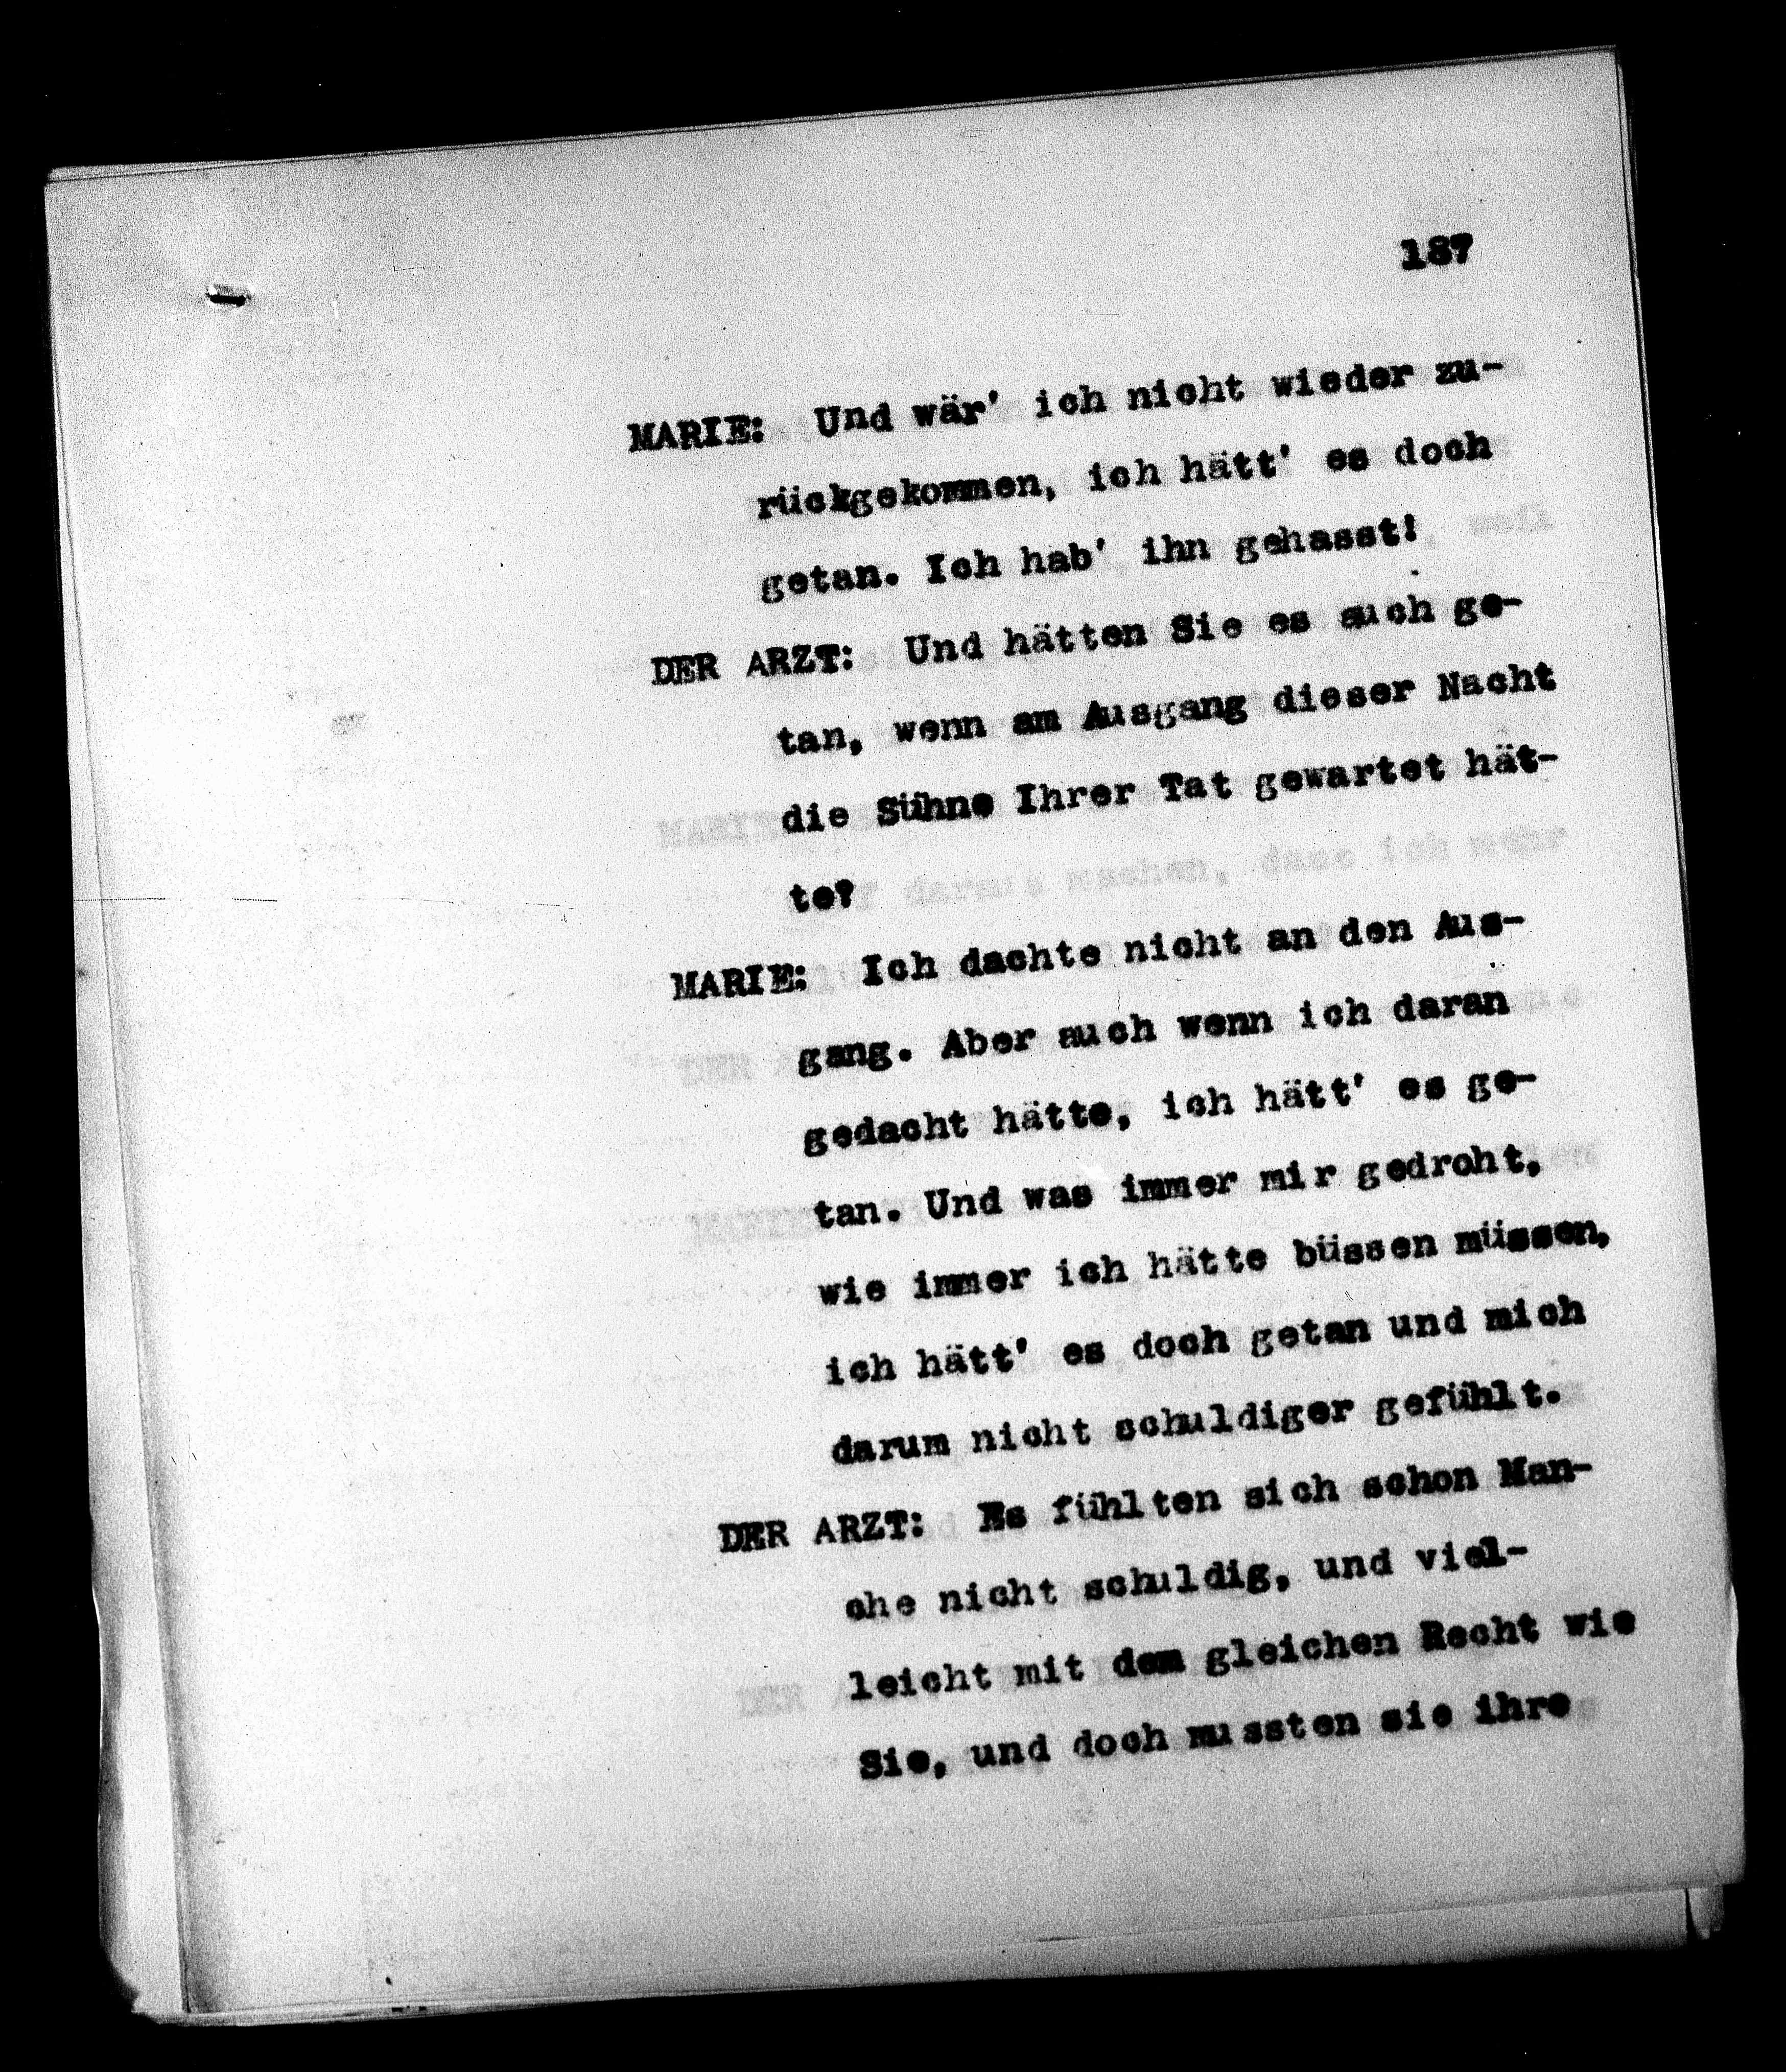 187
MARIE: Und wär' ich nicht wieder zu-
rückgekommen, ich hätt' es doch
getan. Ich hab' ihn gehasst!
DER ARZT: Und hätten Sie es auch ge-
tan, wenn am Ausgang dieser Nacht
die Sühne Ihrer Tat gewartet hät-
te?
MARIE: Ich dachte nicht an den Aus-
gang. Aber auch wenn ich daran
gedacht hätte, ich hätt' es ge-
tan. Und was immer mir gedroht,
wie immer ich hätte büssen müssen,
ich hätt' es doch getan und mich
darum nicht schuldiger gefühlt.
DER ARZT: Es fühlten sich schon Man-
che nicht schuldig, und viel-
leicht mit dem gleichen Recht wie
Sie, und doch mussten sie ihre